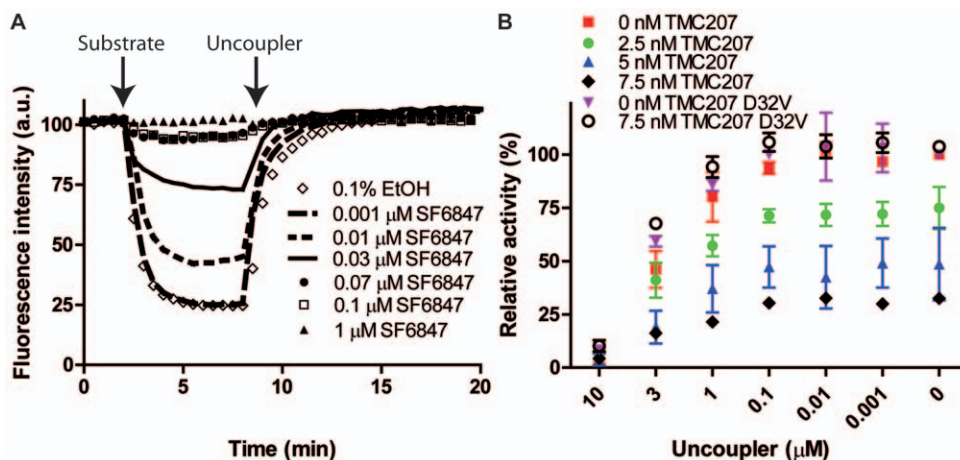 A
Substrate
Uncoupler
Fluorescence intensity (a.u.)
100
75
50
25
0
0.1% EtOH
0.001 μM SF6847
0.01 μM SF6847
0.03 μM SF6847
0.07 μM SF6847
0.1 μM SF6847
1 μM SF6847
0
5
10
15
20
Time (min)
B
0 nM TMC207
2.5 nM TMC207
5 nM TMC207
7.5 nM TMC207
0 nM TMC207 D32V
7.5 nM TMC207 D32V
Relative activity (%)
100
75
50
25
0
10
3
1
0.1
0.01
0.001
0
Uncoupler (μM)